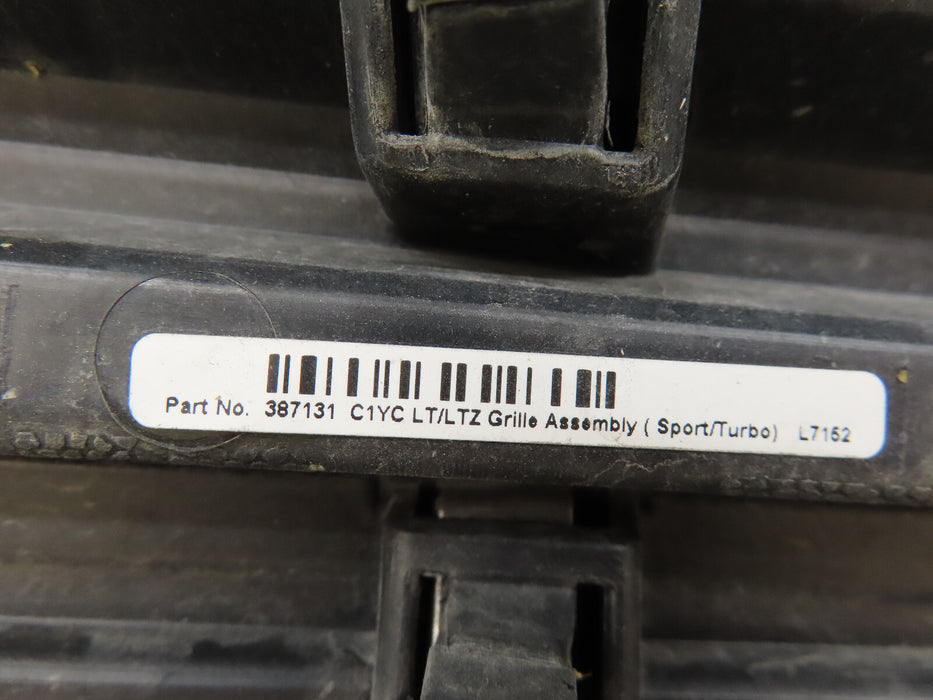 Part No. 387131 C1YC LT/LTZ Grille Assembly ( Sport/Turbo) L7152